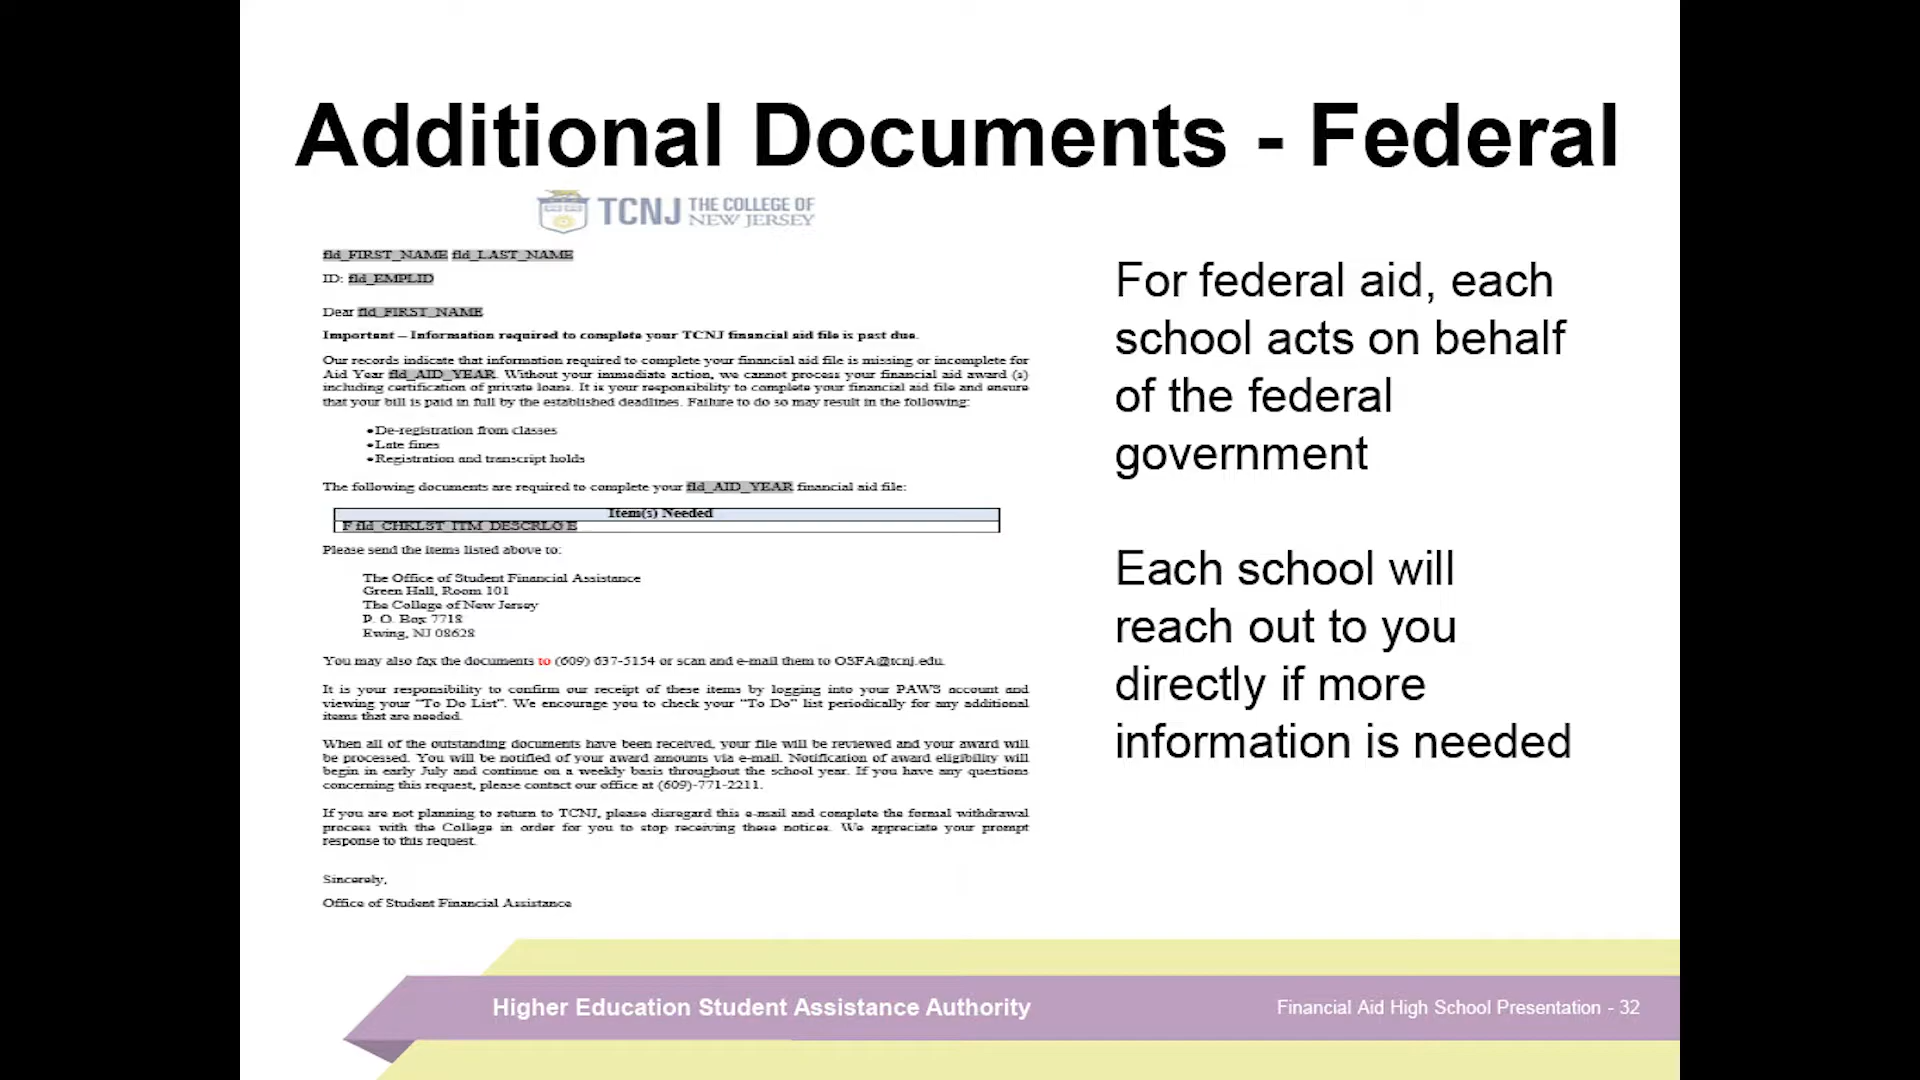 Additional Documents - Federal
TCNJ THE COLLEGE OF
NEW JERSEY
fld_FIRST_NAME fld_LAST_NAME
ID: fld_EMPLID
Dear fld_FIRST_NAME
Important – Information required to complete your TCNJ financial aid file is past due.
Our records indicate that information required to complete your financial aid file is missing or incomplete for
Aid Year fld_AID_YEAR. Without your immediate action, we cannot process your financial aid award (s)
including certification of private loans. It is your responsibility to complete your financial aid file and ensure
that your bill is paid in full by the established deadlines. Failure to do so may result in the following:
•De-registration from classes
•Late fines
•Registration and transcript holds
The following documents are required to complete your fld_AID_YEAR financial aid file:
Item(s) Needed
F fld_CHKLST_ITM_DESCRLO E
Please send the items listed above to:
The Office of Student Financial Assistance
Green Hall, Room 101
The College of New Jersey
P. O. Box 7718
Ewing, NJ 08628
You may also fax the documents to (609) 637-5154 or scan and e-mail them to OSFA@tcnj.edu.
It is your responsibility to confirm our receipt of these items by logging into your PAWS account and
viewing your "To Do List". We encourage you to check your "To Do" list periodically for any additional
items that are needed.
When all of the outstanding documents have been received, your file will be reviewed and your award will
be processed. You will be notified of your award amounts via e-mail. Notification of award eligibility will
begin in early July and continue on a weekly basis throughout the school year. If you have any questions
concerning this request, please contact our office at (609)-771-2211.
If you are not planning to return to TCNJ, please disregard this e-mail and complete the formal withdrawal
process with the College in order for you to stop receiving these notices. We appreciate your prompt
response to this request.
Sincerely,
Office of Student Financial Assistance
For federal aid, each
school acts on behalf
of the federal
government
Each school will
reach out to you
directly if more
information is needed
Higher Education Student Assistance Authority
Financial Aid High School Presentation - 32